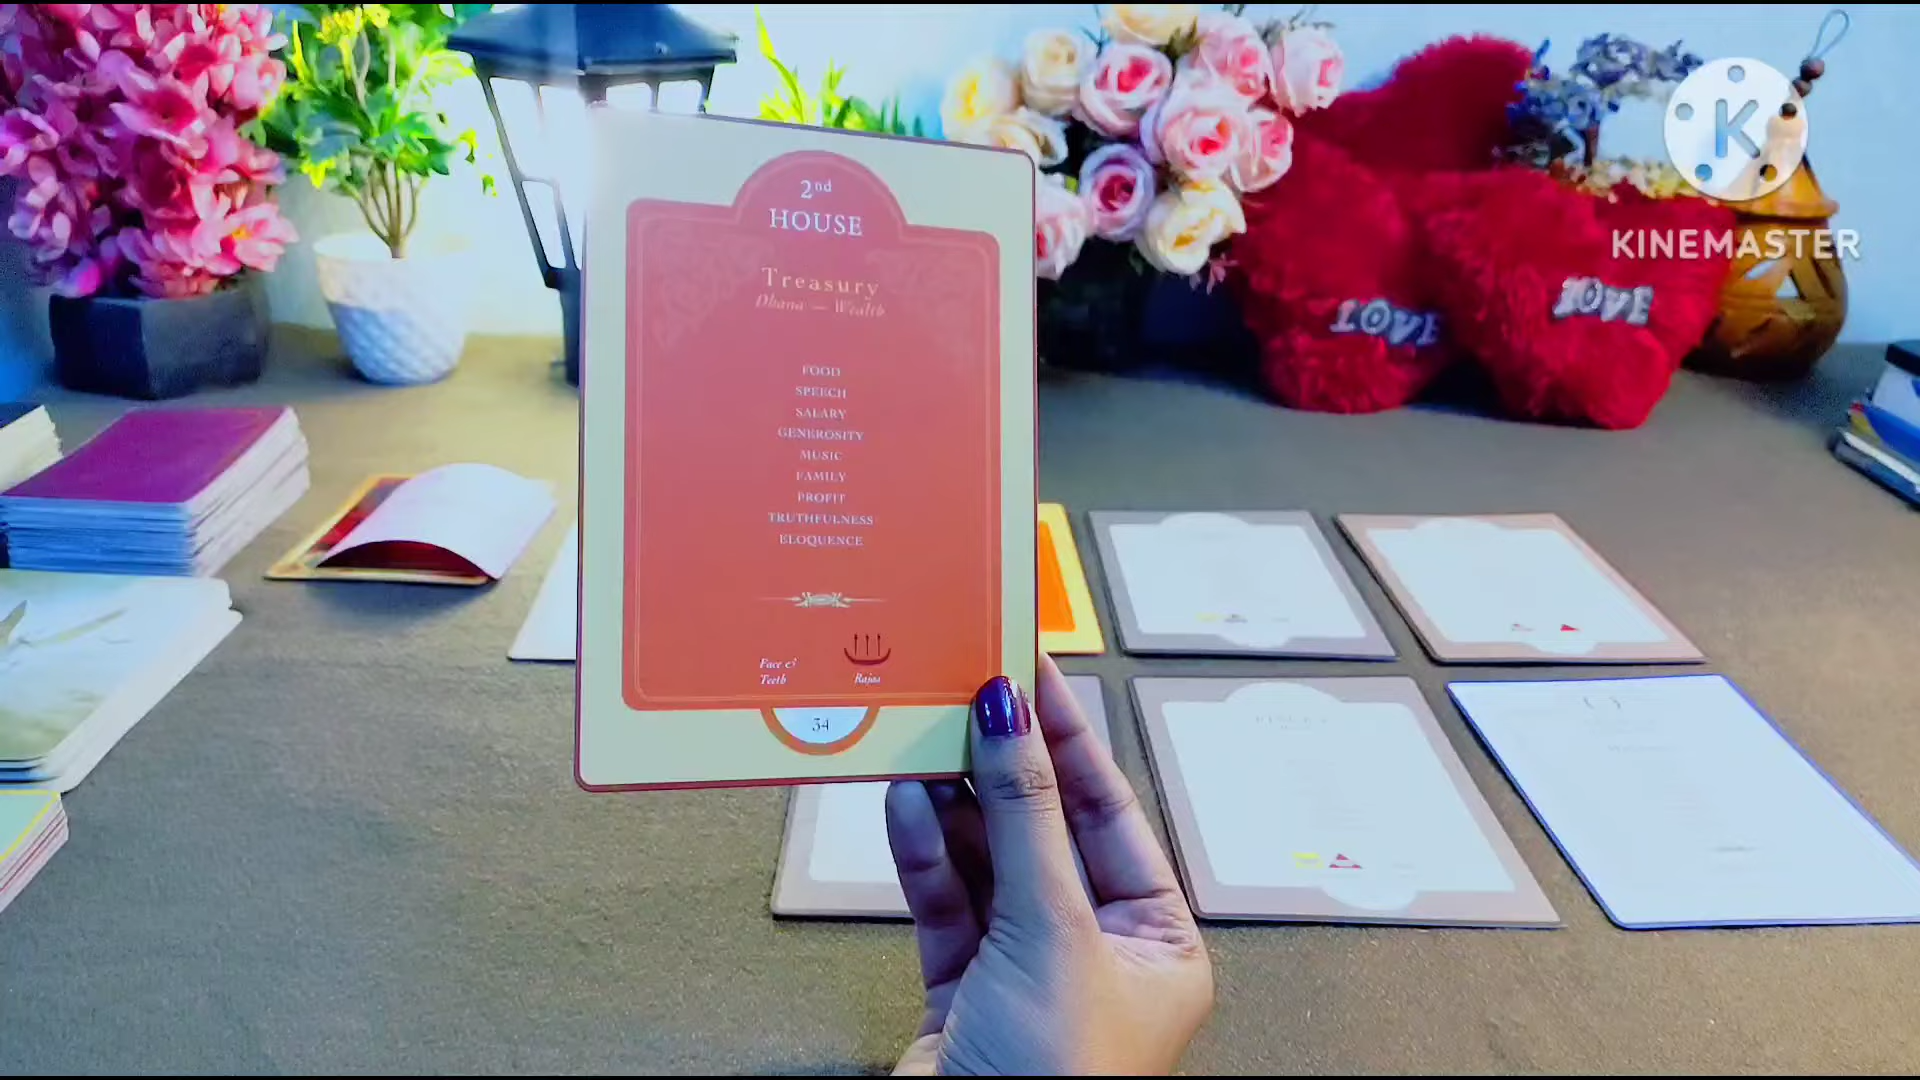 2nd
HOUSE
Treasury
Dhana — Wealth
FOOD
SPEECH
SALARY
GENEROSITY
MUSIC
FAMILY
PROFIT
TRUTHFULNESS
ELOQUENCE
Face &
Teeth
Rajas
34
LOVE
LOVE
K
KINEMASTER